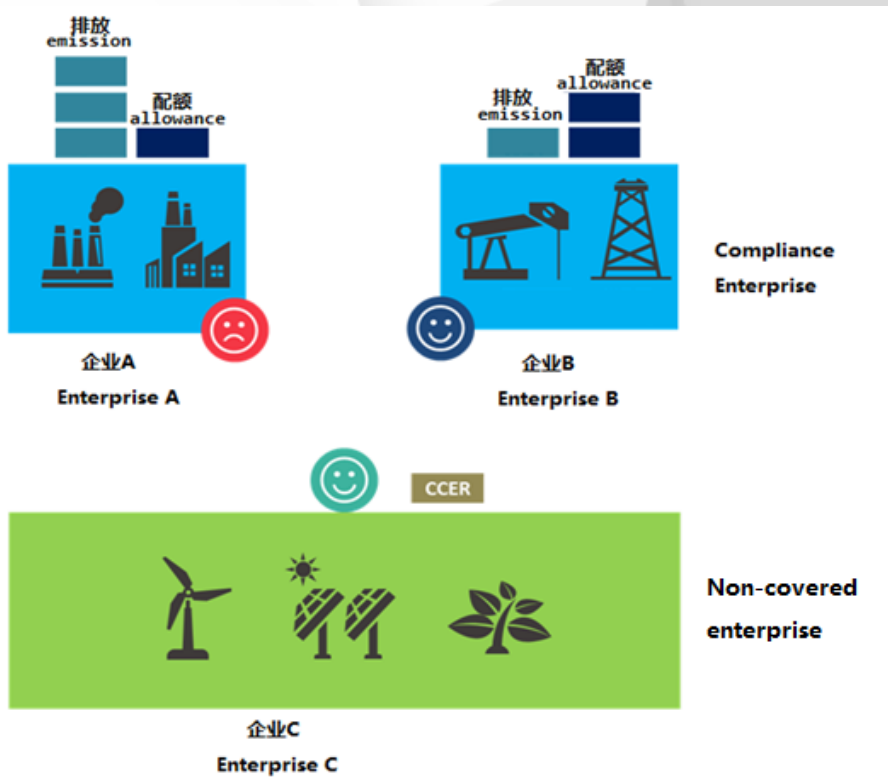 排放
emission
配额
allowance
排放
emission
配额
allowance
Compliance
Enterprise
企业A
Enterprise A
企业B
Enterprise B
CCER
Non-covered
enterprise
企业C
Enterprise C